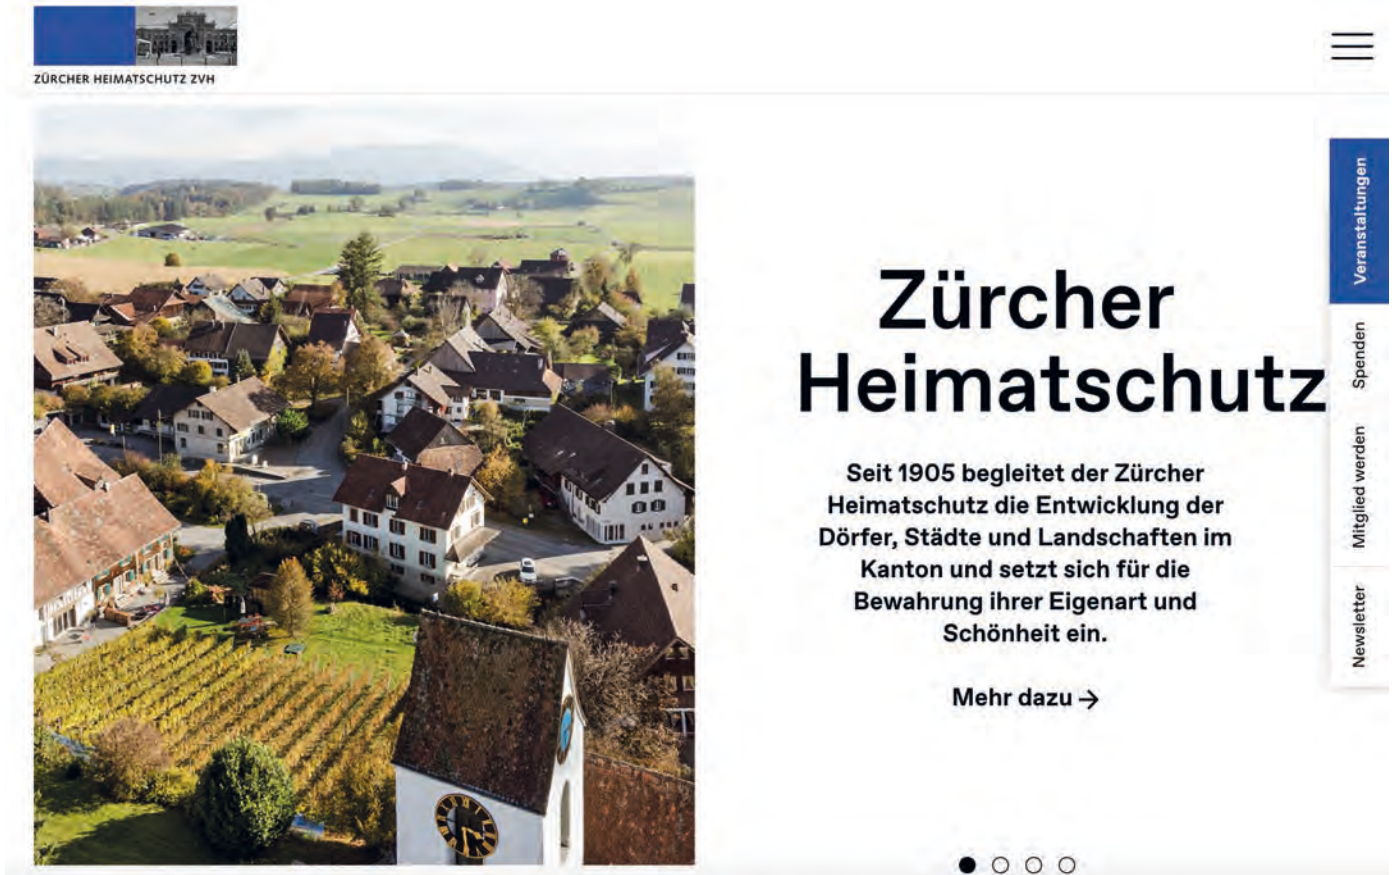 ZÜRCHER HEIMATSCHUTZ ZVH
Zürcher
Heimatschutz
Seit 1905 begleitet der Zürcher
Heimatschutz die Entwicklung der
Dörfer, Städte und Landschaften im
Kanton und setzt sich für die
Bewahrung ihrer Eigenart und
Schönheit ein.
Mehr dazu →
Veranstaltungen
Spenden
Mitglied werden
Newsletter